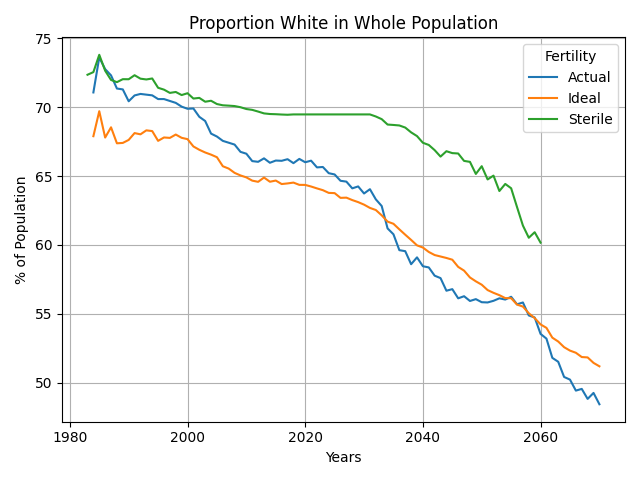 Proportion White in Whole Population
% of Population
75
70
65
60
55
50
Fertility
Actual
Ideal
Sterile
1980
2000
2020
2040
2060
Years